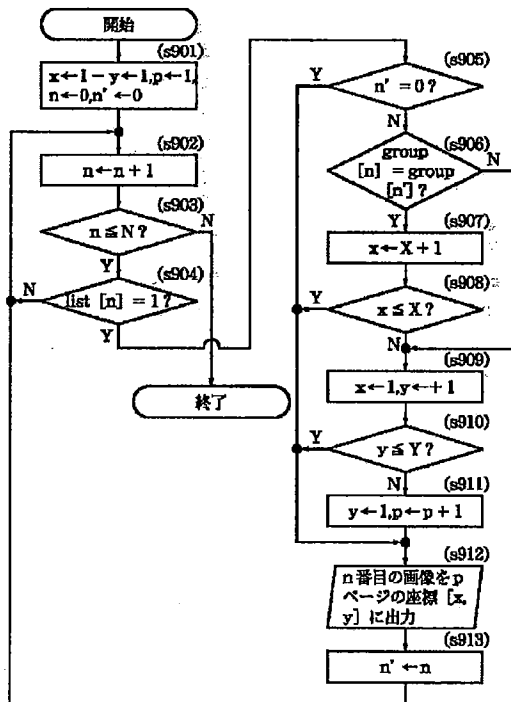 開始
(s901)
x←1−y←1,p←1,
n←0,n'←0
(s902)
n←n+1
(s903)
n≦N?
N
Y
(s904)
list [n] = 1?
N
Y
終了
(s905)
n' = 0?
Y
N
(s906)
group
[n] = group
[n'] ?
N
Y
(s907)
x←X+1
(s908)
x≦X?
Y
N
(s909)
x←1,y←+1
(s910)
y≦Y?
Y
N
(s911)
y←1,p←p+1
(s912)
n番目の画像をp
ページの座標 [x,
y] に出力
(s913)
n'←n